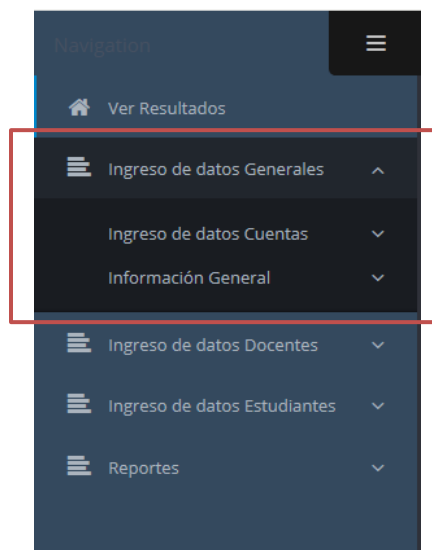 Navigation
Ver Resultados
Ingreso de datos Generales
Ingreso de datos Cuentas
Información General
Ingreso de datos Docentes
Ingreso de datos Estudiantes
Reportes